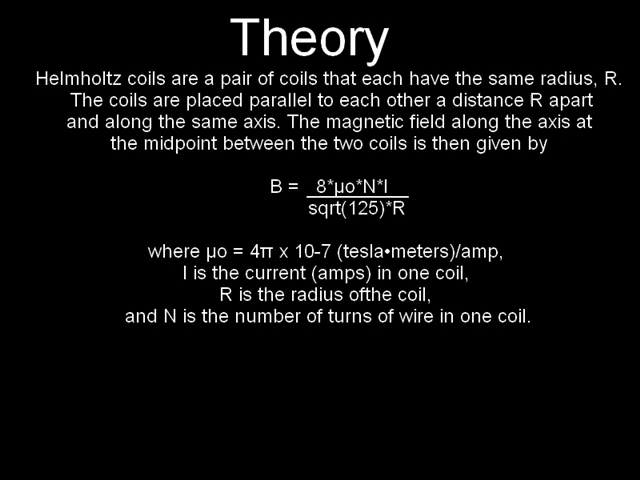 Theory
Helmholtz coils are a pair of coils that each have the same radius, R.
The coils are placed parallel to each other a distance R apart
and along the same axis. The magnetic field along the axis at
the midpoint between the two coils is then given by
B = 8*µo*N*I
sqrt(125)*R
where µo = 4π x 10-7 (tesla•meters)/amp,
I is the current (amps) in one coil,
R is the radius ofthe coil,
and N is the number of turns of wire in one coil.